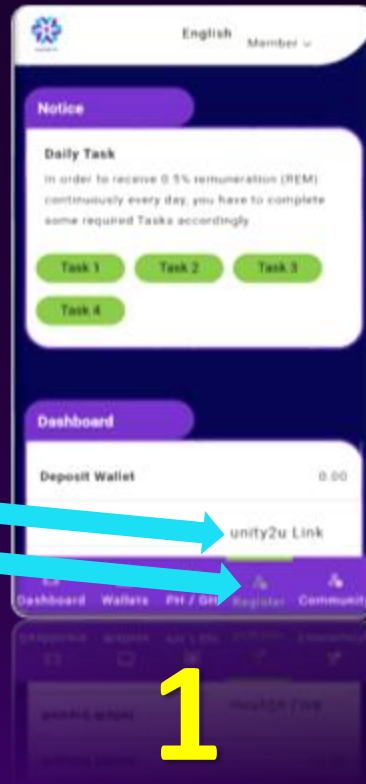 English
Member
Notice
Daily Task
In order to receive 0.5% remuneration (REM)
continuously every day, you have to complete
some required Tasks accordingly
Task 1 Task 2 Task 3
Task 4
Dashboard
Deposit Wallet 0.00
unity2u Link
Dashboard Wallets PH / GH Register Community
1